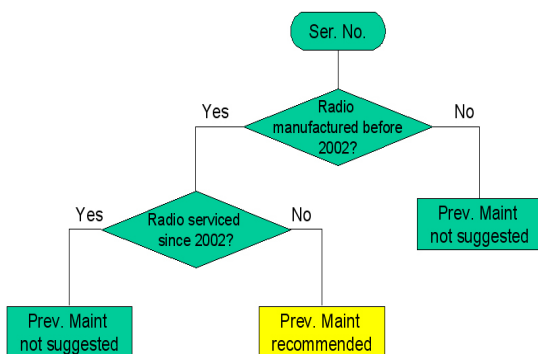 Ser. No.
Yes
Radio
manufactured before
2002?
No
Yes
Radio serviced
since 2002?
No
Prev. Maint
not suggested
Prev. Maint
not suggested
Prev. Maint
recommended